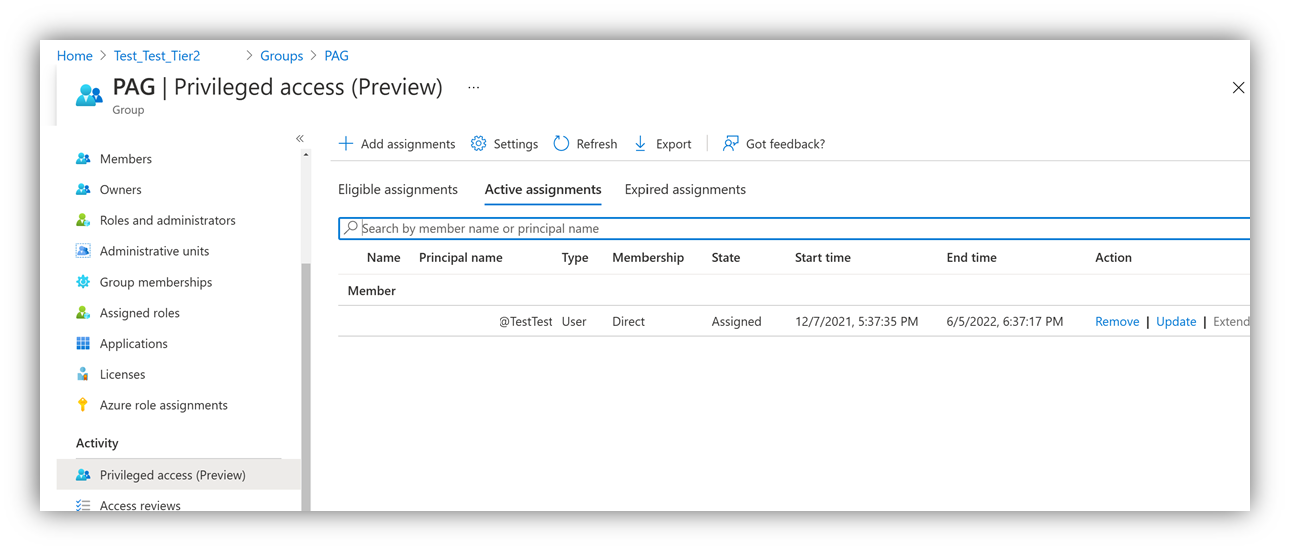 Home > Test_Test_Tier2 > Groups > PAG
PAG | Privileged access (Preview) ...
Group
Members
Owners
Roles and administrators
Administrative units
Group memberships
Assigned roles
Applications
Licenses
Azure role assignments
Activity
Privileged access (Preview)
Access reviews
Add assignments Settings Refresh Export Got feedback?
Eligible assignments Active assignments Expired assignments
Search by member name or principal name
Name Principal name Type Membership State Start time End time Action
Member
@TestTest User Direct Assigned 12/7/2021, 5:37:35 PM 6/5/2022, 6:37:17 PM Remove | Update | Extend